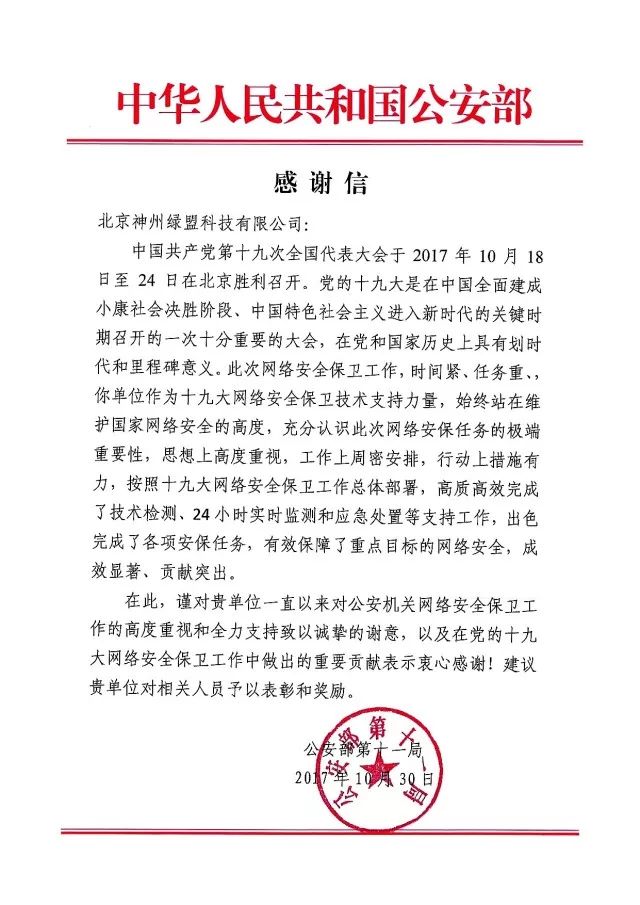 中华人民共和国公安部
感谢信
北京神州绿盟科技有限公司：
中国共产党第十九次全国代表大会于 2017 年 10 月 18
日至 24 日在北京胜利召开。党的十九大是在中国全面建成
小康社会决胜阶段、中国特色社会主义进入新时代的关键时
期召开的一次十分重要的大会，在党和国家历史上具有划时
代和里程碑意义。此次网络安全保卫工作，时间紧、任务重、，
你单位作为十九大网络安全保卫技术支持力量，始终站在维
护国家网络安全的高度，充分认识此次网络安保任务的极端
重要性，思想上高度重视，工作上周密安排，行动上措施有
力，按照十九大网络安全保卫工作总体部署，高质高效完成
了技术检测、24 小时实时监测和应急处置等支持工作，出色
完成了各项安保任务，有效保障了重点目标的网络安全，成
效显著、贡献突出。
在此，谨对贵单位一直以来对公安机关网络安全保卫工
作的高度重视和全力支持致以诚挚的谢意，以及在党的十九
大网络安全保卫工作中做出的重要贡献表示衷心感谢！建议
贵单位对相关人员予以表彰和奖励。
公安部第十一局
2017 年 10 月 30 日
公安部第十一局